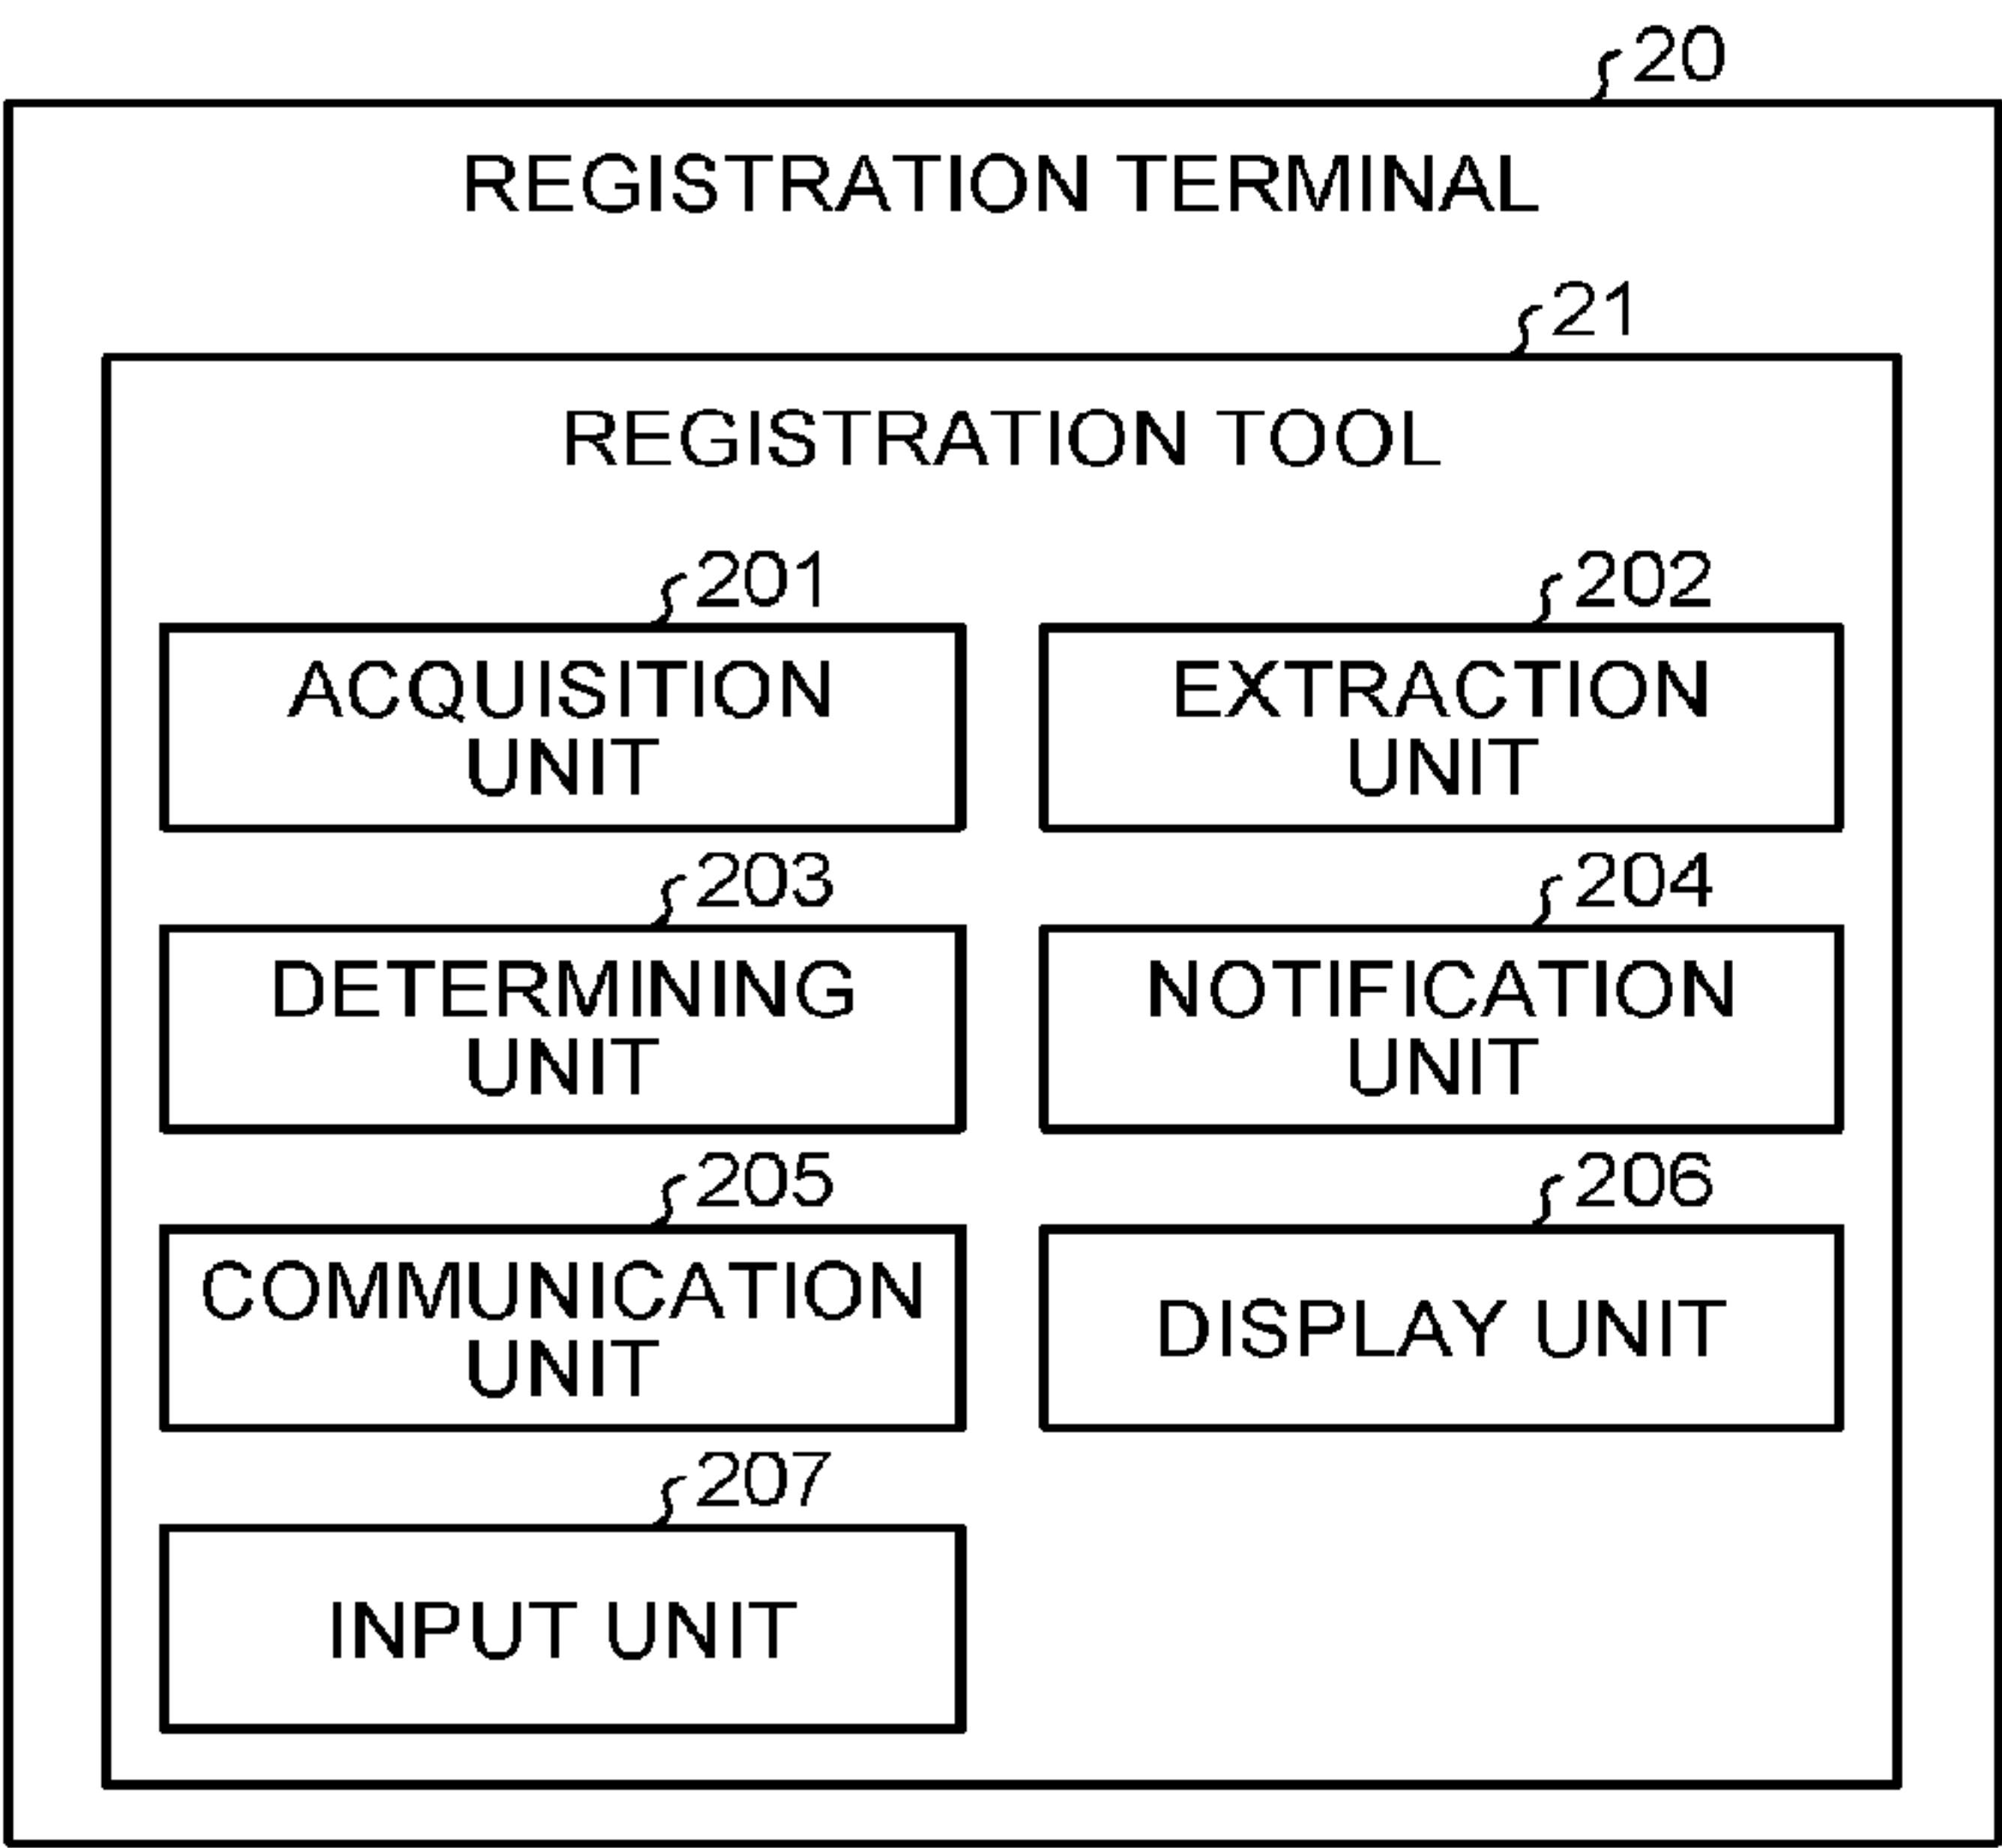 20
REGISTRATION TERMINAL
21
REGISTRATION TOOL
201
ACQUISITION
UNIT
202
EXTRACTION
UNIT
203
DETERMINING
UNIT
204
NOTIFICATION
UNIT
205
COMMUNICATION
UNIT
206
DISPLAY UNIT
207
INPUT UNIT